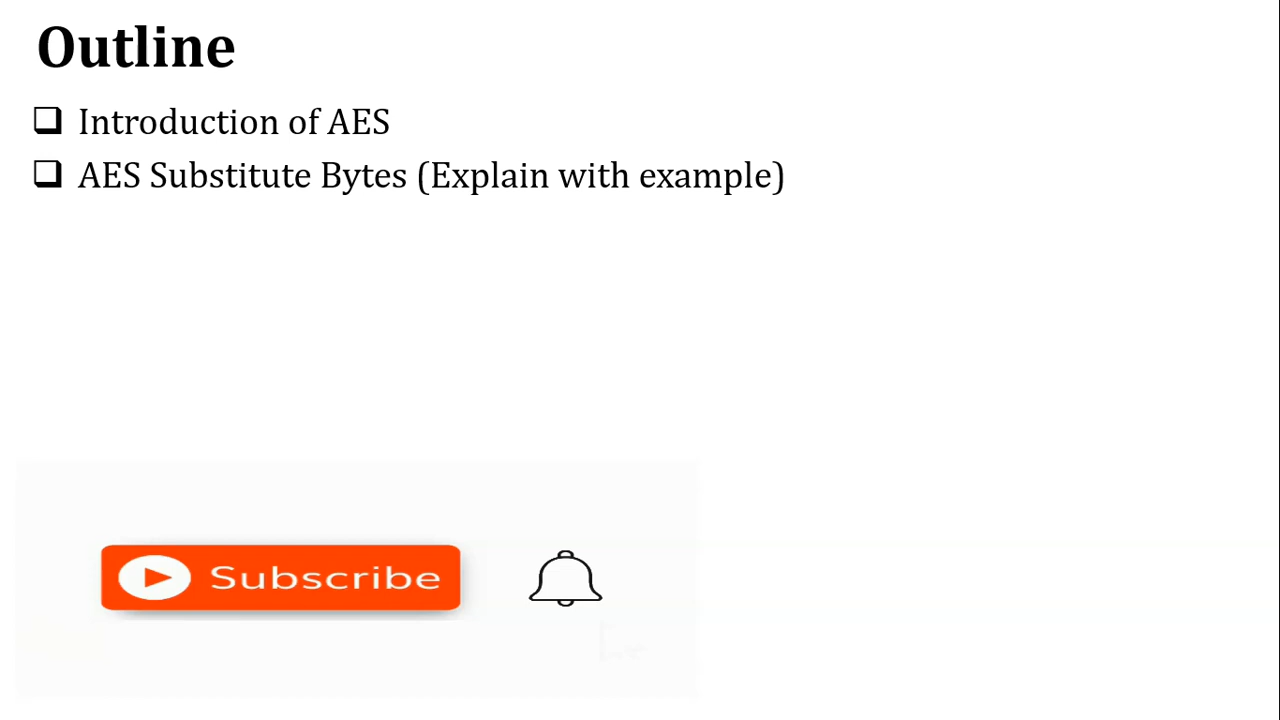 Outline
Introduction of AES
AES Substitute Bytes (Explain with example)
Subscribe